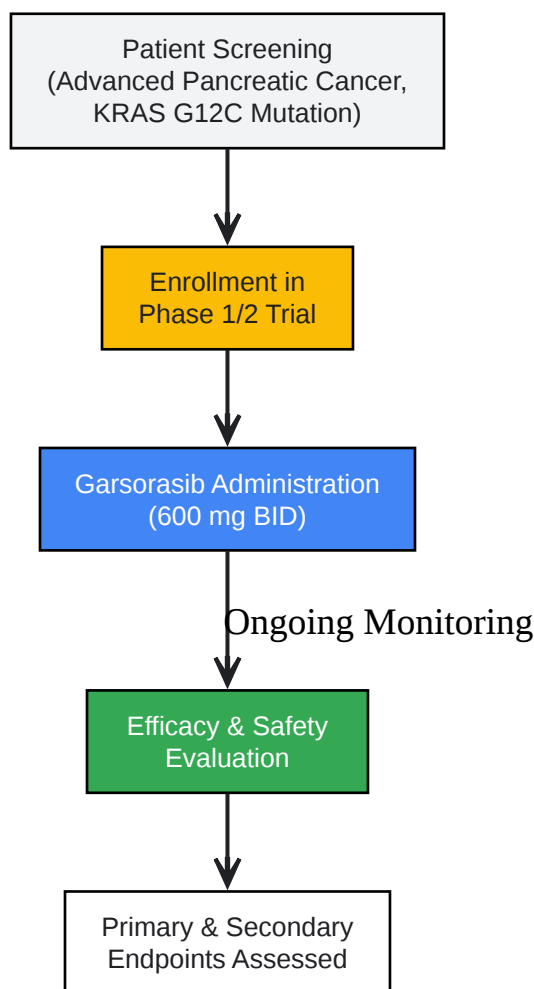 Patient Screening
(Advanced Pancreatic Cancer,
KRAS G12C Mutation)
Enrollment in
Phase 1/2 Trial
Garsorasib Administration
(600 mg BID)
Ongoing Monitoring
Efficacy & Safety
Evaluation
Primary & Secondary
Endpoints Assessed